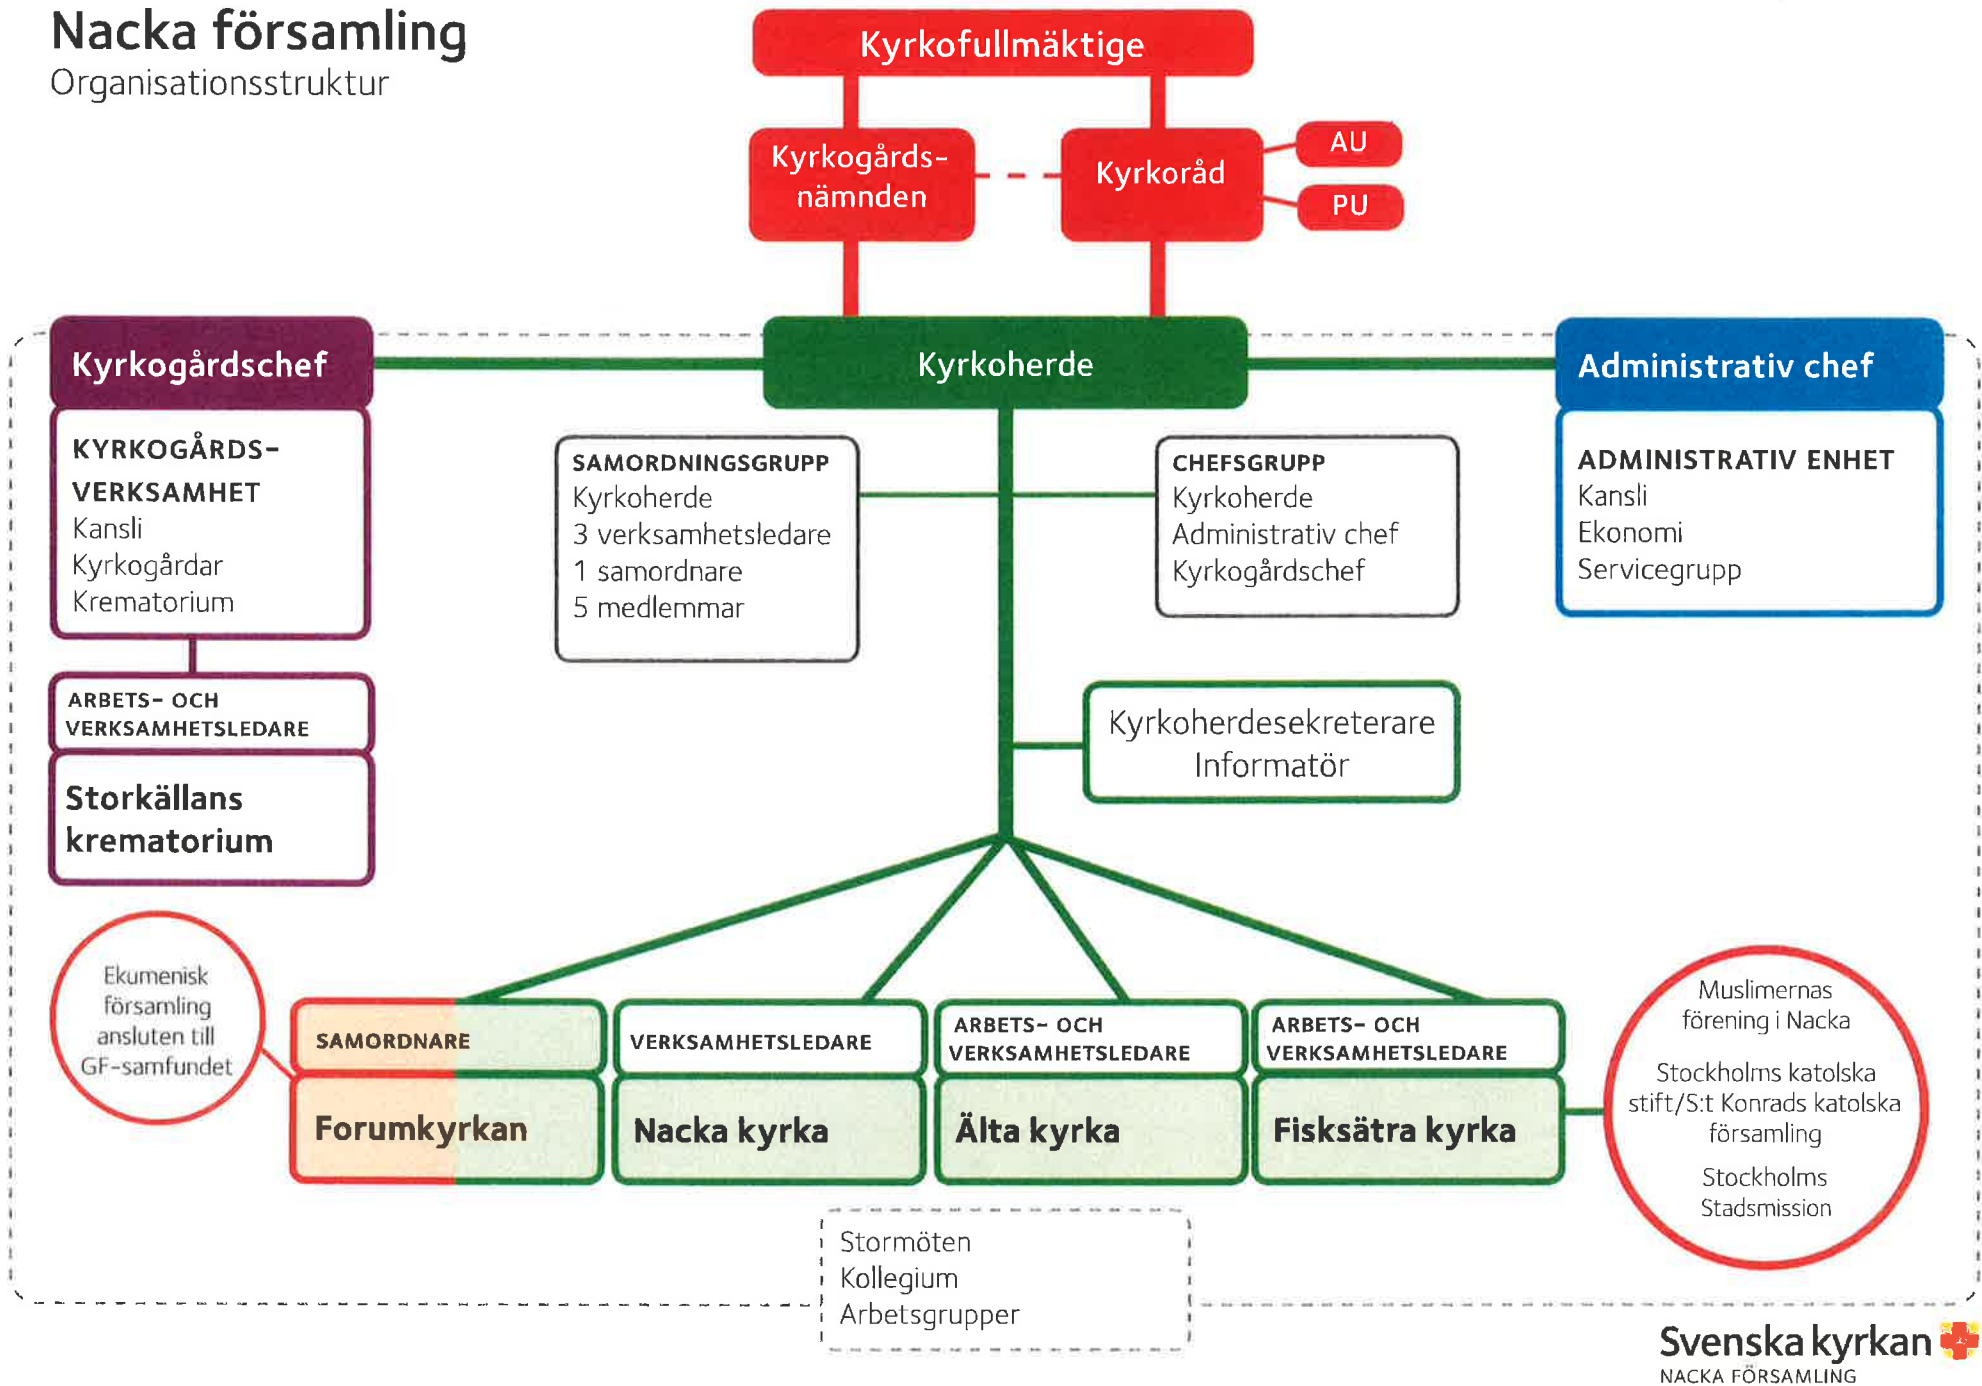 Nacka församling
Organisationsstruktur
Kyrkofullmäktige
Kyrkogårds-
nämnden
Kyrkoråd
AU
PU
Kyrkogårdschef
Kyrkoherde
Administrativ chef
KYRKOGÅRDS-
VERKSAMHET
Kansli
Kyrkogårdar
Krematorium
SAMORDNINGSGRUPP
Kyrkoherde
3 verksamhetsledare
1 samordnare
5 medlemmar
CHEFSGRUPP
Kyrkoherde
Administrativ chef
Kyrkogårdschef
ADMINISTRATIV ENHET
Kansli
Ekonomi
Servicegrupp
ARBETS- OCH
VERKSAMHETSLEDARE
Storkällans
krematorium
Kyrkoherdesekreterare
Informatör
Ekumenisk
församling
ansluten till
GF-samfundet
SAMORDNARE
Forumkyrkan
VERKSAMHETSLEDARE
Nacka kyrka
ARBETS- OCH
VERKSAMHETSLEDARE
Älta kyrka
ARBETS- OCH
VERKSAMHETSLEDARE
Fisksätra kyrka
Muslimernas
förening i Nacka
Stockholms katolska
stift/S:t Konrads katolska
församling
Stockholms
Stadsmission
Stormöten
Kollegium
Arbetsgrupper
Svenska kyrkan
NACKA FÖRSAMLING